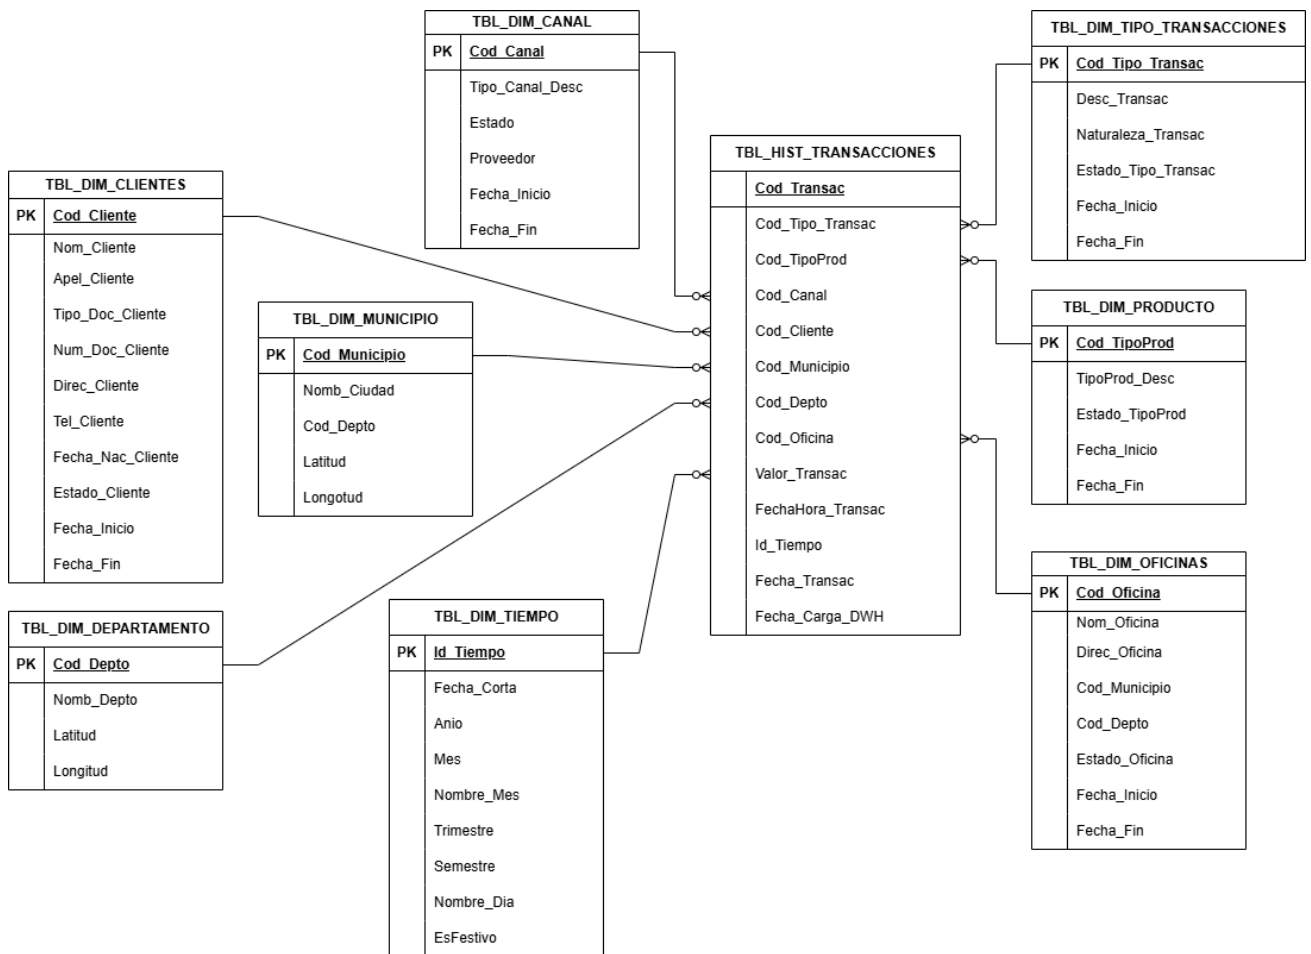 TBL_DIM_CANAL
PK Cod_Canal
Tipo_Canal_Desc
Estado
Proveedor
Fecha_Inicio
Fecha_Fin
TBL_DIM_TIPO_TRANSACCIONES
PK Cod_Tipo_Transac
Desc_Transac
Naturaleza_Transac
Estado_Tipo_Transac
Fecha_Inicio
Fecha_Fin
TBL_HIST_TRANSACCIONES
Cod_Transac
Cod_Tipo_Transac
Cod_TipoProd
Cod_Canal
Cod_Cliente
Cod_Municipio
Cod_Depto
Cod_Oficina
Valor_Transac
FechaHora_Transac
Id_Tiempo
Fecha_Transac
Fecha_Carga_DWH
TBL_DIM_CLIENTES
PK Cod_Cliente
Nom_Cliente
Apel_Cliente
Tipo_Doc_Cliente
Num_Doc_Cliente
Direc_Cliente
Tel_Cliente
Fecha_Nac_Cliente
Estado_Cliente
Fecha_Inicio
Fecha_Fin
TBL_DIM_MUNICIPIO
PK Cod_Municipio
Nomb_Ciudad
Cod_Depto
Latitud
Longotud
TBL_DIM_PRODUCTO
PK Cod_TipoProd
TipoProd_Desc
Estado_TipoProd
Fecha_Inicio
Fecha_Fin
TBL_DIM_OFICINAS
PK Cod_Oficina
Nom_Oficina
Direc_Oficina
Cod_Municipio
Cod_Depto
Estado_Oficina
Fecha_Inicio
Fecha_Fin
TBL_DIM_DEPARTAMENTO
PK Cod_Depto
Nomb_Depto
Latitud
Longitud
TBL_DIM_TIEMPO
PK Id_Tiempo
Fecha_Corta
Anio
Mes
Nombre_Mes
Trimestre
Semestre
Nombre_Dia
EsFestivo